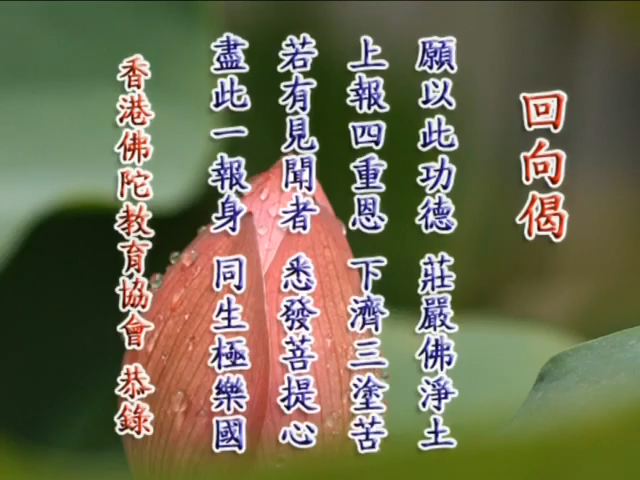 回向偈
願以此功德 莊嚴佛淨土
上報四重恩 下濟三塗苦
若有見聞者 悉發菩提心
盡此一報身 同生極樂國
香港佛陀教育協會 恭錄